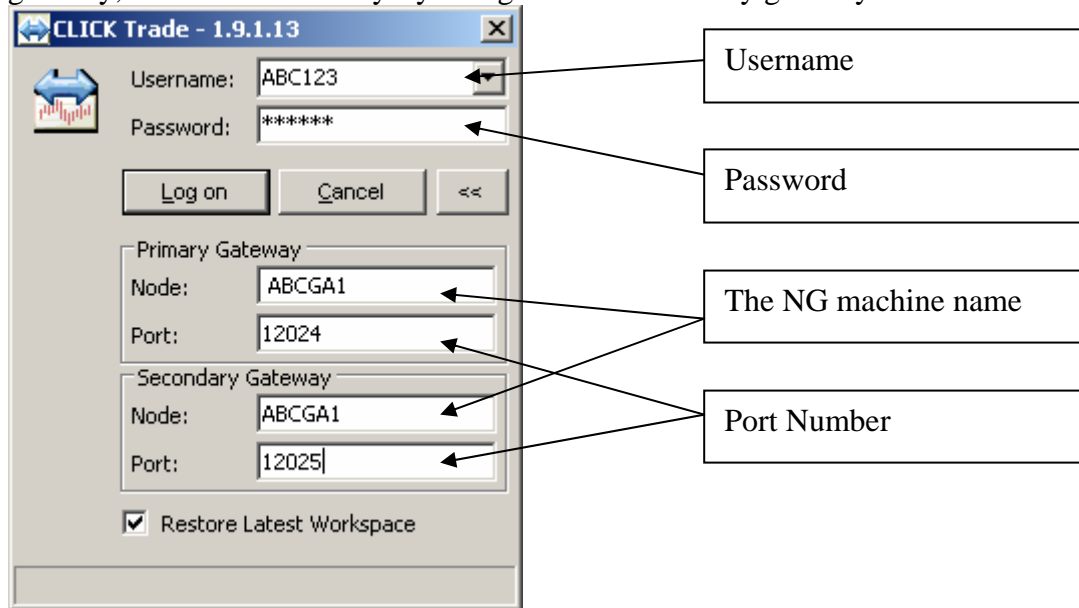 CLICK Trade - 1.9.1.13
Username: ABC123
Password: ******
Log on Cancel <<
Primary Gateway
Node: ABCGA1
Port: 12024
Secondary Gateway
Node: ABCGA1
Port: 12025
Restore Latest Workspace
Username
Password
The NG machine name
Port Number